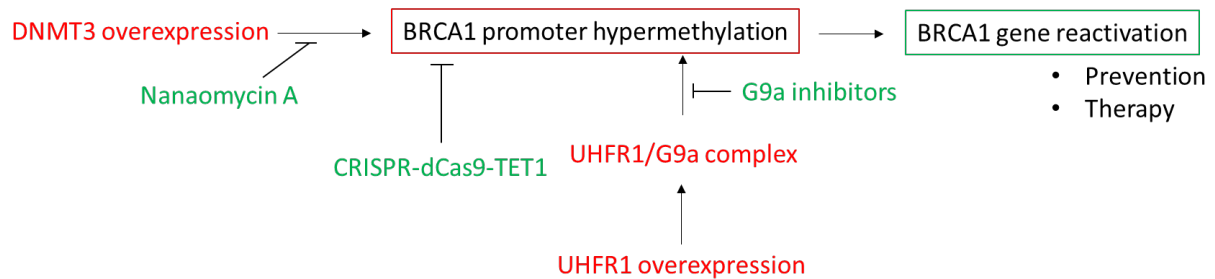 DNMT3 overexpression
BRCA1 promoter hypermethylation
BRCA1 gene reactivation
• Prevention
• Therapy
Nanaomycin A
G9a inhibitors
CRISPR-dCas9-TET1
UHFR1/G9a complex
UHFR1 overexpression